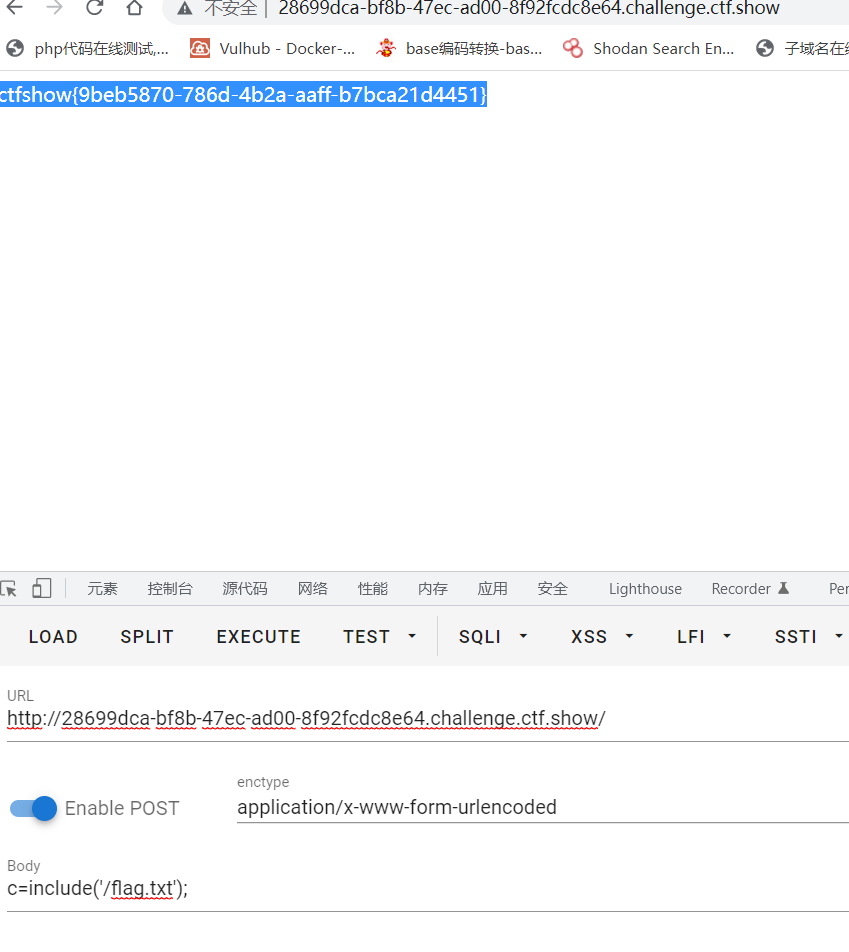 不安全 | 28699dca-bf8b-47ec-ad00-8f92fcdc8e64.challenge.ctf.show
php代码在线测试,... Vulhub - Docker-... base编码转换-bas... Shodan Search En... 子域名在线
ctfshow{9beb5870-786d-4b2a-aaff-b7bca21d4451}
元素 控制台 源代码 网络 性能 内存 应用 安全 Lighthouse Recorder Per
LOAD SPLIT EXECUTE TEST SQLI XSS LFI SSTI
URL
http://28699dca-bf8b-47ec-ad00-8f92fcdc8e64.challenge.ctf.show/
enctype
Enable POST application/x-www-form-urlencoded
Body
c=include('/flag.txt');